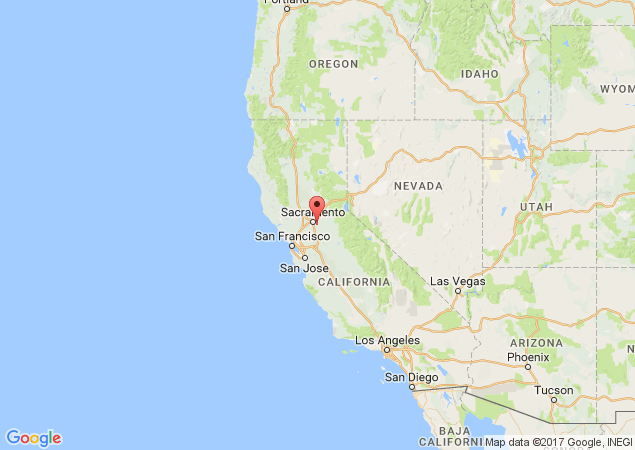 Portland
OREGON
IDAHO
WYOM
NEVADA
UTAH
Sacramento
San Francisco
San Jose
CALIFORNIA
Las Vegas
Los Angeles
ARIZONA
N
Phoenix
San Diego
Tucson
BAJA
CALIFORNI
Google
Map data ©2017 Google, INEGI